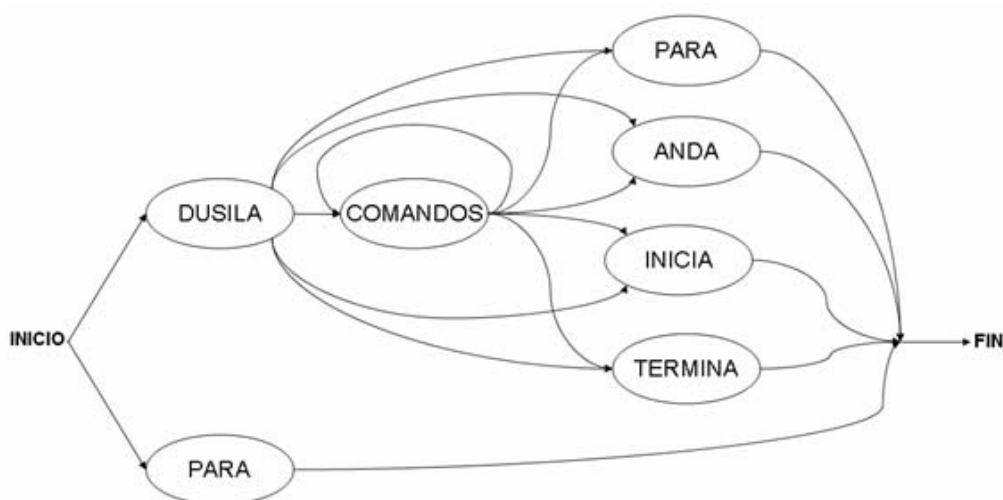 PARA
ANDA
DUSILA
COMANDOS
INICIA
INICIO
FIN
TERMINA
PARA